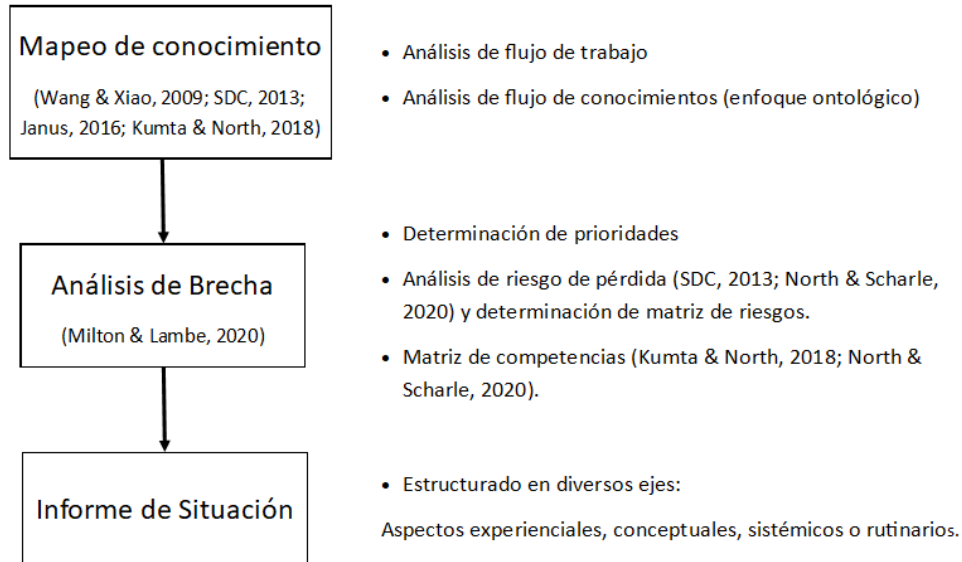 Mapeo de conocimiento
(Wang & Xiao, 2009; SDC, 2013;
Janus, 2016; Kumta & North, 2018)
• Análisis de flujo de trabajo
• Análisis de flujo de conocimientos (enfoque ontológico)
Análisis de Brecha
(Milton & Lambe, 2020)
• Determinación de prioridades
• Análisis de riesgo de pérdida (SDC, 2013; North & Scharle,
2020) y determinación de matriz de riesgos.
• Matriz de competencias (Kumta & North, 2018; North &
Scharle, 2020).
Informe de Situación
• Estructurado en diversos ejes:
Aspectos experienciales, conceptuales, sistémicos o rutinarios.